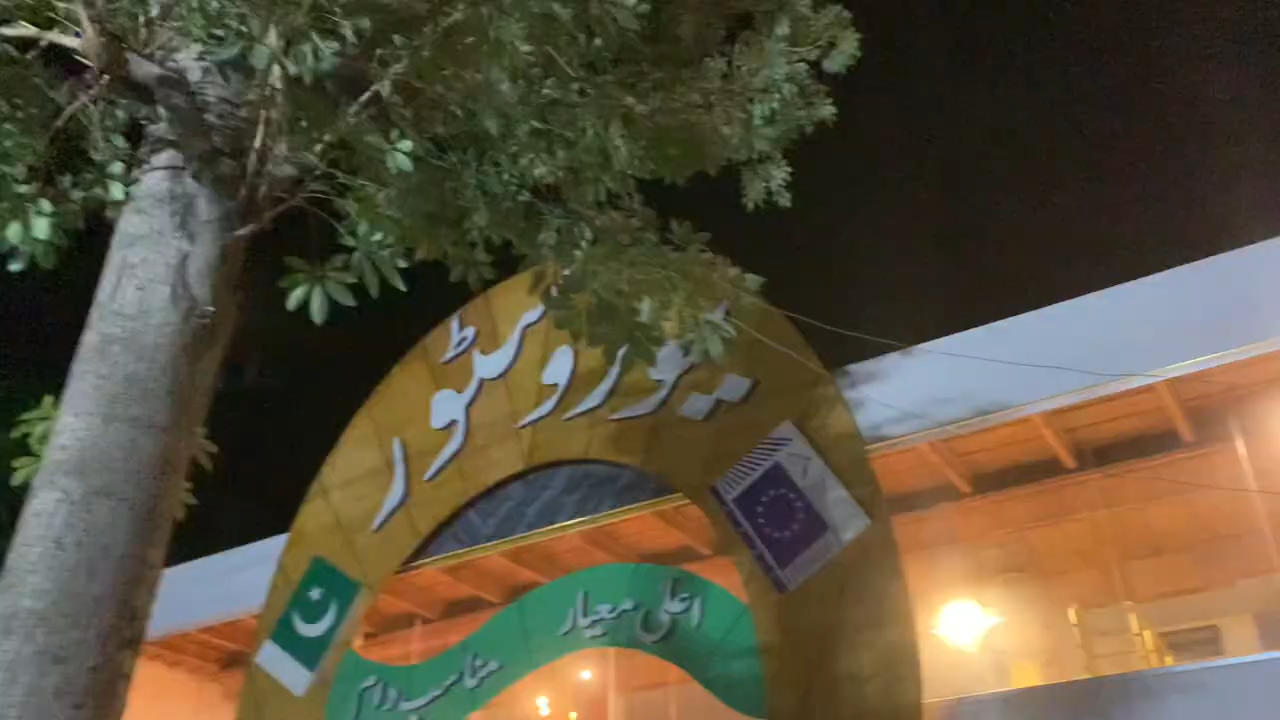 یورو سٹور
اعلیٰ معیار
مناسب دام